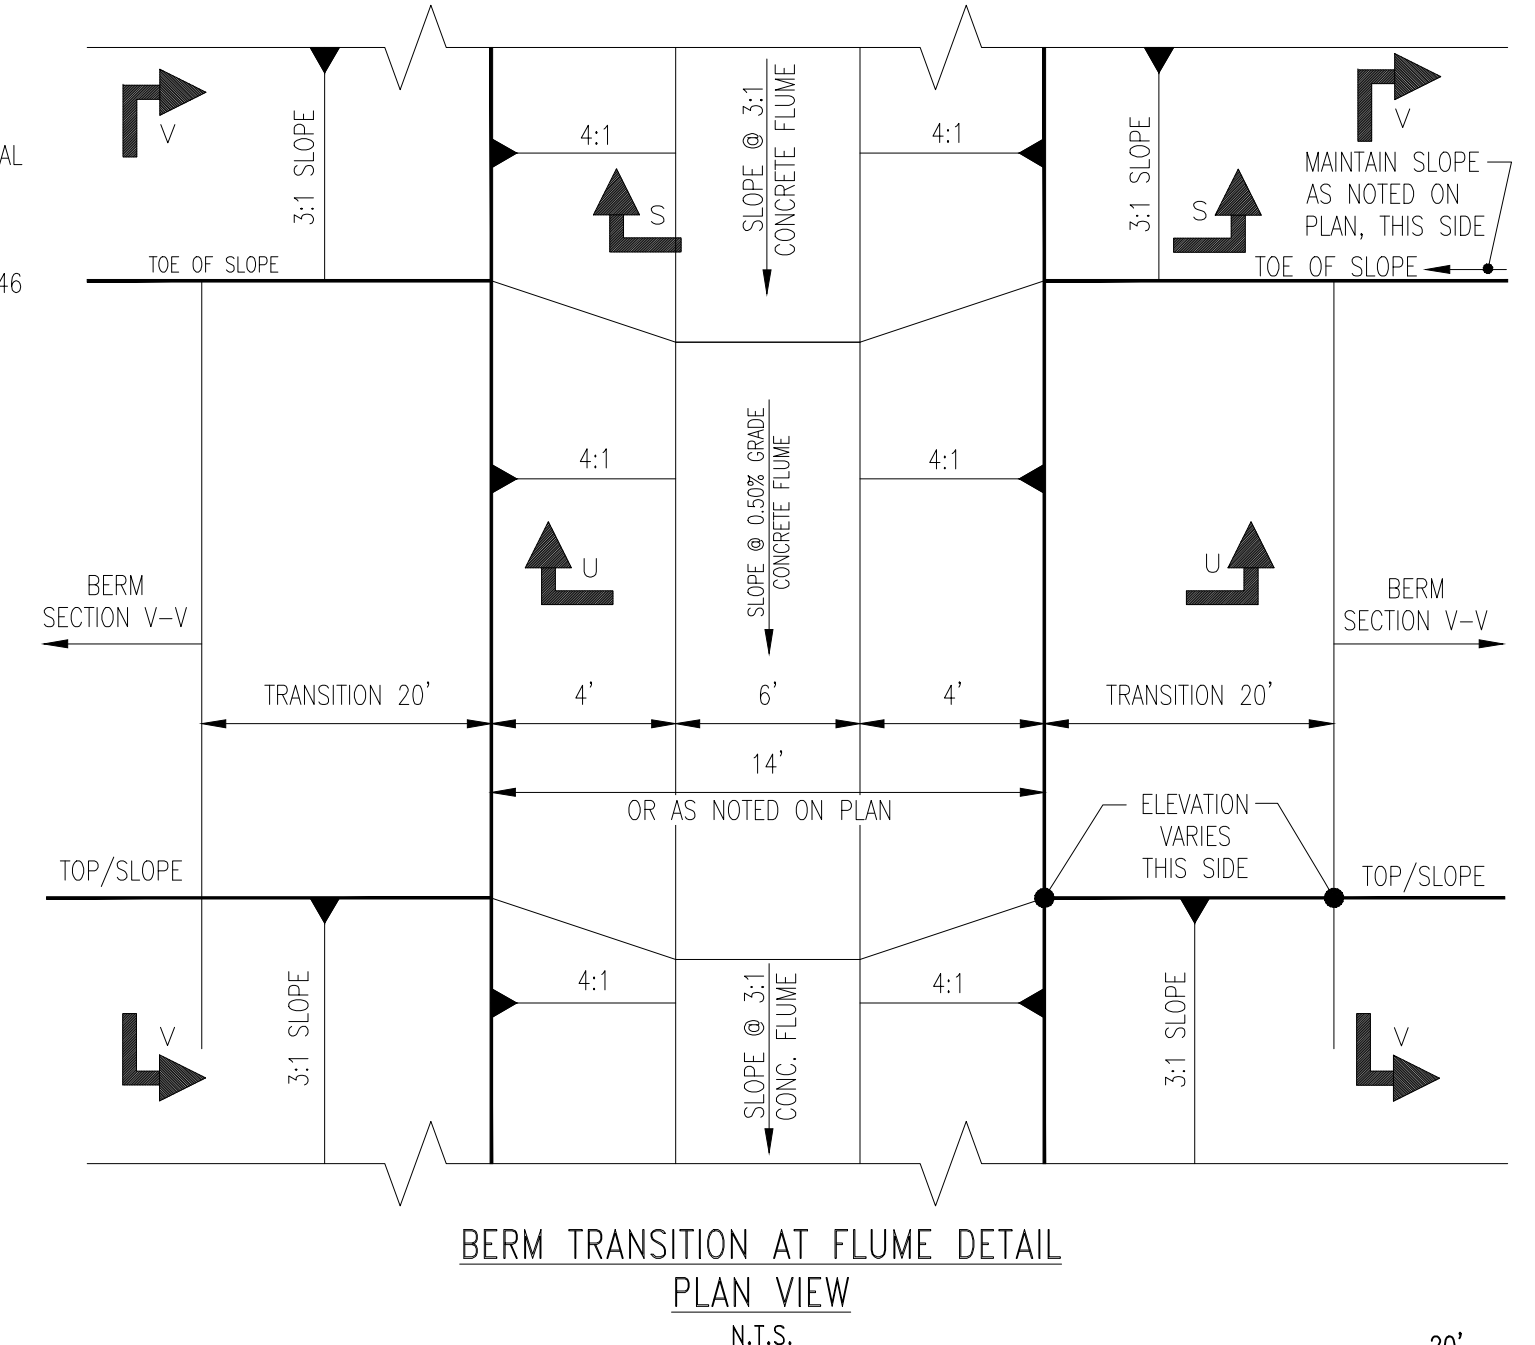 AL
46
V
3:1 SLOPE
4:1
SLOPE @ 3:1
CONCRETE FLUME
4:1
3:1 SLOPE
V
MAINTAIN SLOPE
AS NOTED ON
PLAN, THIS SIDE
S
S
TOE OF SLOPE
TOE OF SLOPE
4:1
SLOPE @ 0.50% GRADE
CONCRETE FLUME
4:1
U
U
BERM
SECTION V-V
BERM
SECTION V-V
TRANSITION 20'
4'
6'
4'
TRANSITION 20'
14'
OR AS NOTED ON PLAN
ELEVATION
VARIES
THIS SIDE
TOP/SLOPE
TOP/SLOPE
3:1 SLOPE
4:1
SLOPE @ 3:1
CONC. FLUME
4:1
3:1 SLOPE
V
V
BERM TRANSITION AT FLUME DETAIL
PLAN VIEW
N.T.S.
20'